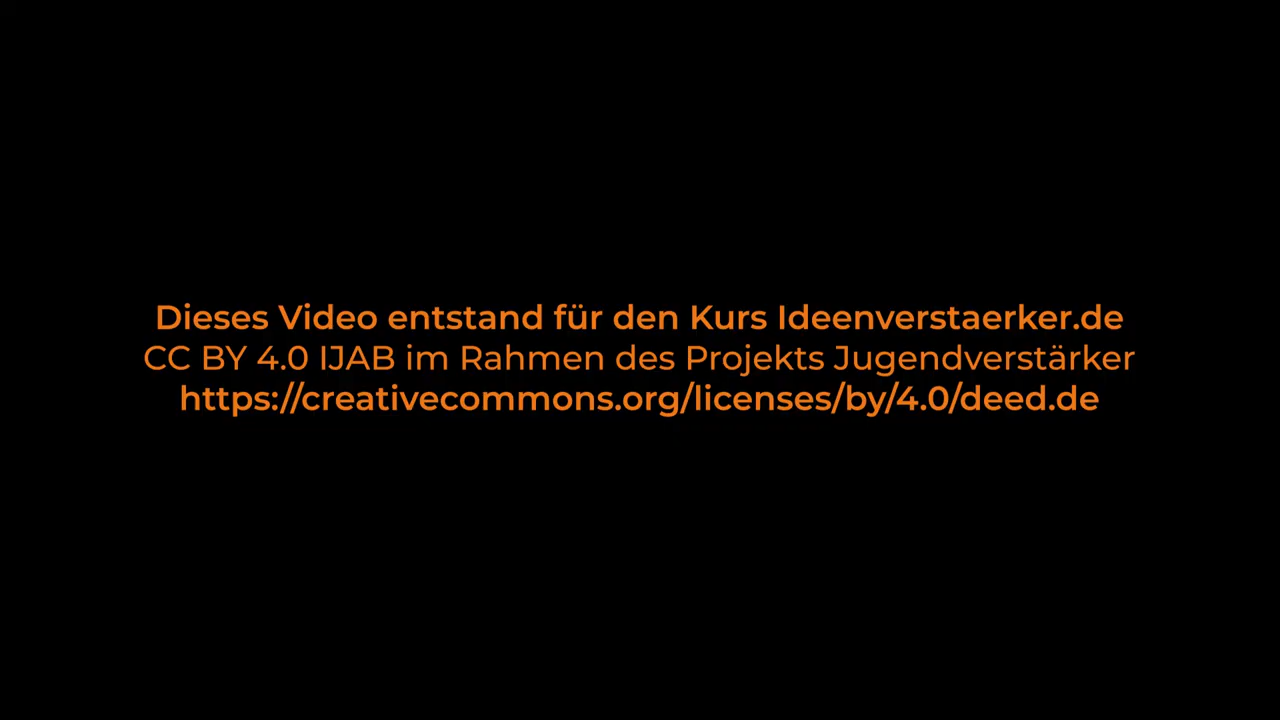 Dieses Video entstand für den Kurs Ideenverstaerker.de
CC BY 4.0 IJAB im Rahmen des Projekts Jugendverstärker
https://creativecommons.org/licenses/by/4.0/deed.de